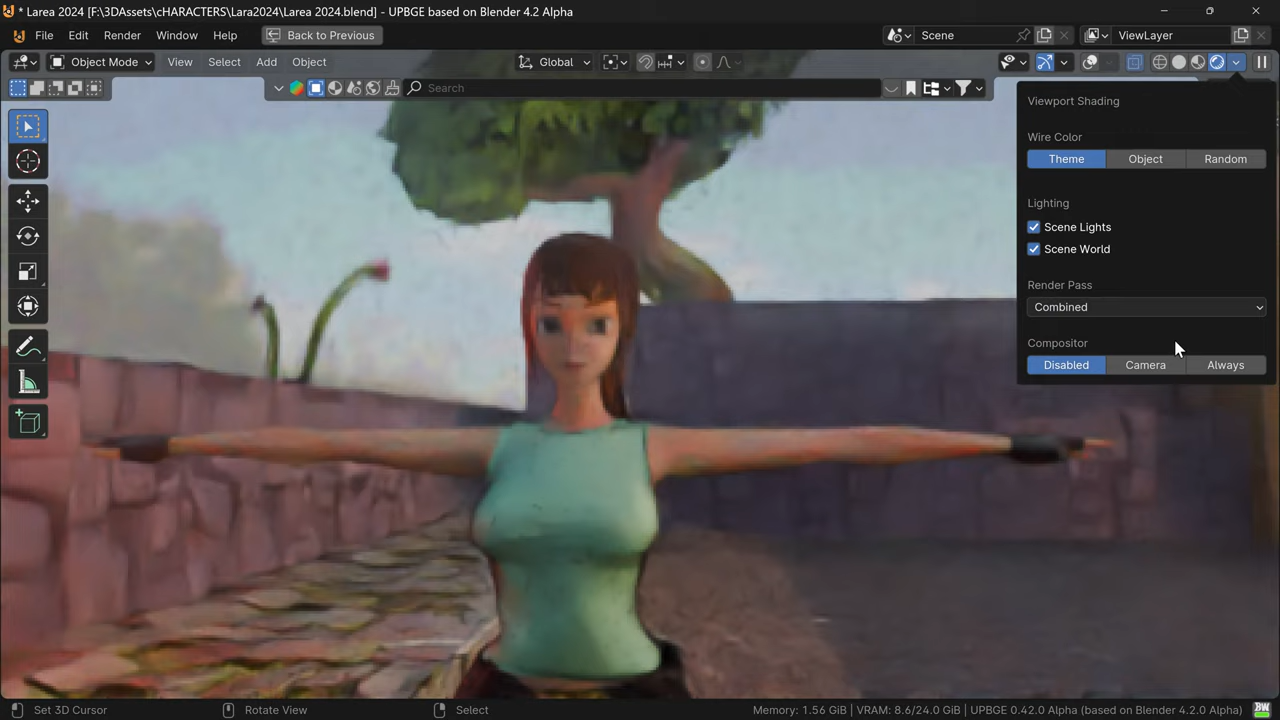 * Larea 2024 [F:\3DAssets\cHARACTERS\Lara2024\Larea 2024.blend] - UPBGE based on Blender 4.2 Alpha
File Edit Render Window Help Back to Previous Scene ViewLayer
Object Mode View Select Add Object Global
Search
Viewport Shading
Wire Color
Theme Object Random
Lighting
Scene Lights
Scene World
Render Pass
Combined
Compositor
Disabled Camera Always
Set 3D Cursor Rotate View Select Memory: 1.56 GiB | VRAM: 8.6/24.0 GiB | UPBGE 0.42.0 Alpha (based on Blender 4.2.0 Alpha) BW